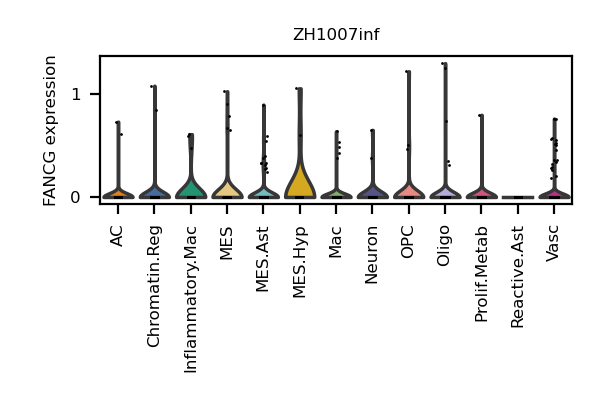 ZH1007inf
FANCG expression
1
0
AC
Chromatin.Reg
Inflammatory.Mac
MES
MES.Ast
MES.Hyp
Mac
Neuron
OPC
Oligo
Prolif.Metab
Reactive.Ast
Vasc